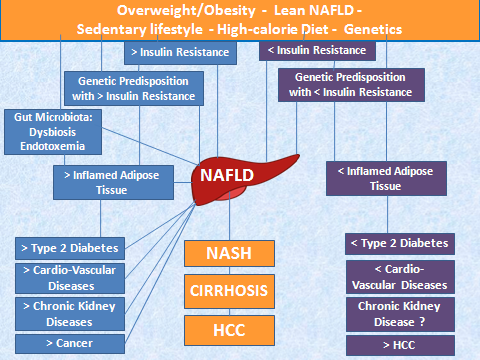 Overweight/Obesity - Lean NAFLD -
Sedentary lifestyle - High-calorie Diet - Genetics
> Insulin Resistance
< Insulin Resistance
Genetic Predisposition
with > Insulin Resistance
Genetic Predisposition
with < Insulin Resistance
Gut Microbiota:
Dysbiosis
Endotoxemia
> Inflamed Adipose
Tissue
NAFLD
< Inflamed Adipose
Tissue
> Type 2 Diabetes
> Cardio-Vascular
Diseases
> Chronic Kidney
Diseases
> Cancer
NASH
CIRRHOSIS
HCC
< Type 2 Diabetes
< Cardio-
Vascular Diseases
Chronic Kidney
Disease ?
> HCC